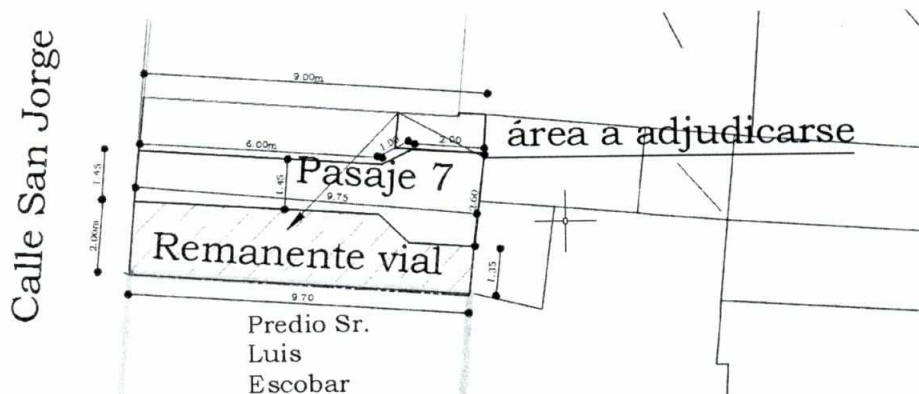 Calle San Jorge
9.00m
6.00m
1.00
2.00
área a adjudicarse
Pasaje 7
1.45
1.45
9.75
2.60
2.00m
Remanente vial
1.35
9.70
Predio Sr.
Luis
Escobar